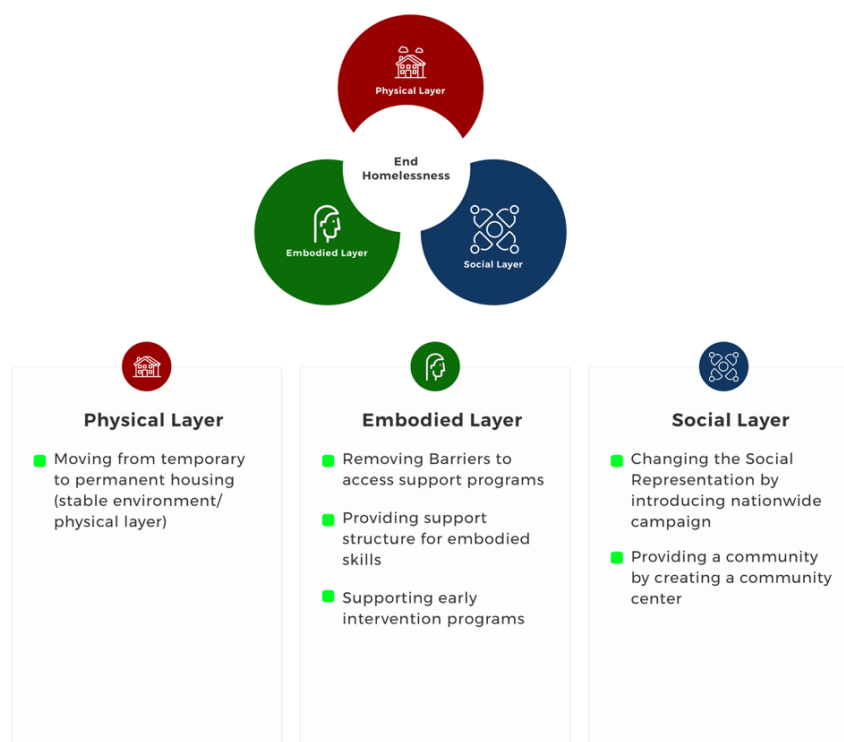 Physical Layer
End
Homelessness
Embodied Layer
Social Layer
Physical Layer
Moving from temporary
to permanent housing
(stable environment/
physical layer)
Embodied Layer
Removing Barriers to
access support programs
Providing support
structure for embodied
skills
Supporting early
intervention programs
Social Layer
Changing the Social
Representation by
introducing nationwide
campaign
Providing a community
by creating a community
center